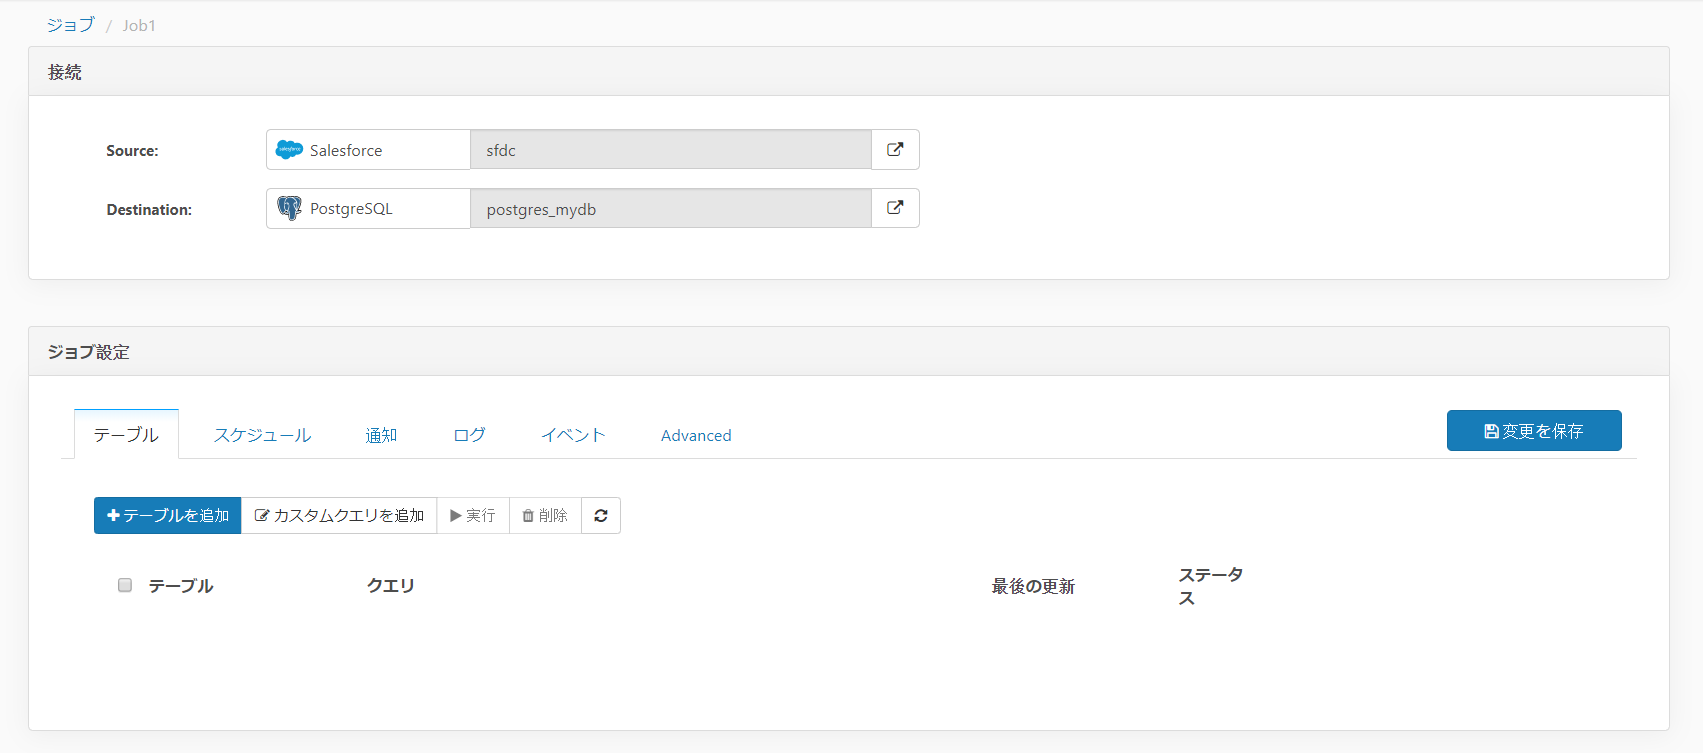 ジョブ / Job1
接続
Source: Salesforce sfdc
Destination: PostgreSQL postgres_mydb
ジョブ設定
テーブル スケジュール 通知 ログ イベント Advanced 変更を保存
テーブルを追加 カスタムクエリを追加 実行 削除
テーブル クエリ 最後の更新 ステータ
ス